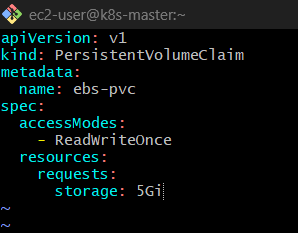 ec2-user@k8s-master:~
apiVersion: v1
kind: PersistentVolumeClaim
metadata:
  name: ebs-pvc
spec:
  accessModes:
    - ReadWriteOnce
  resources:
    requests:
      storage: 5Gi
~
~